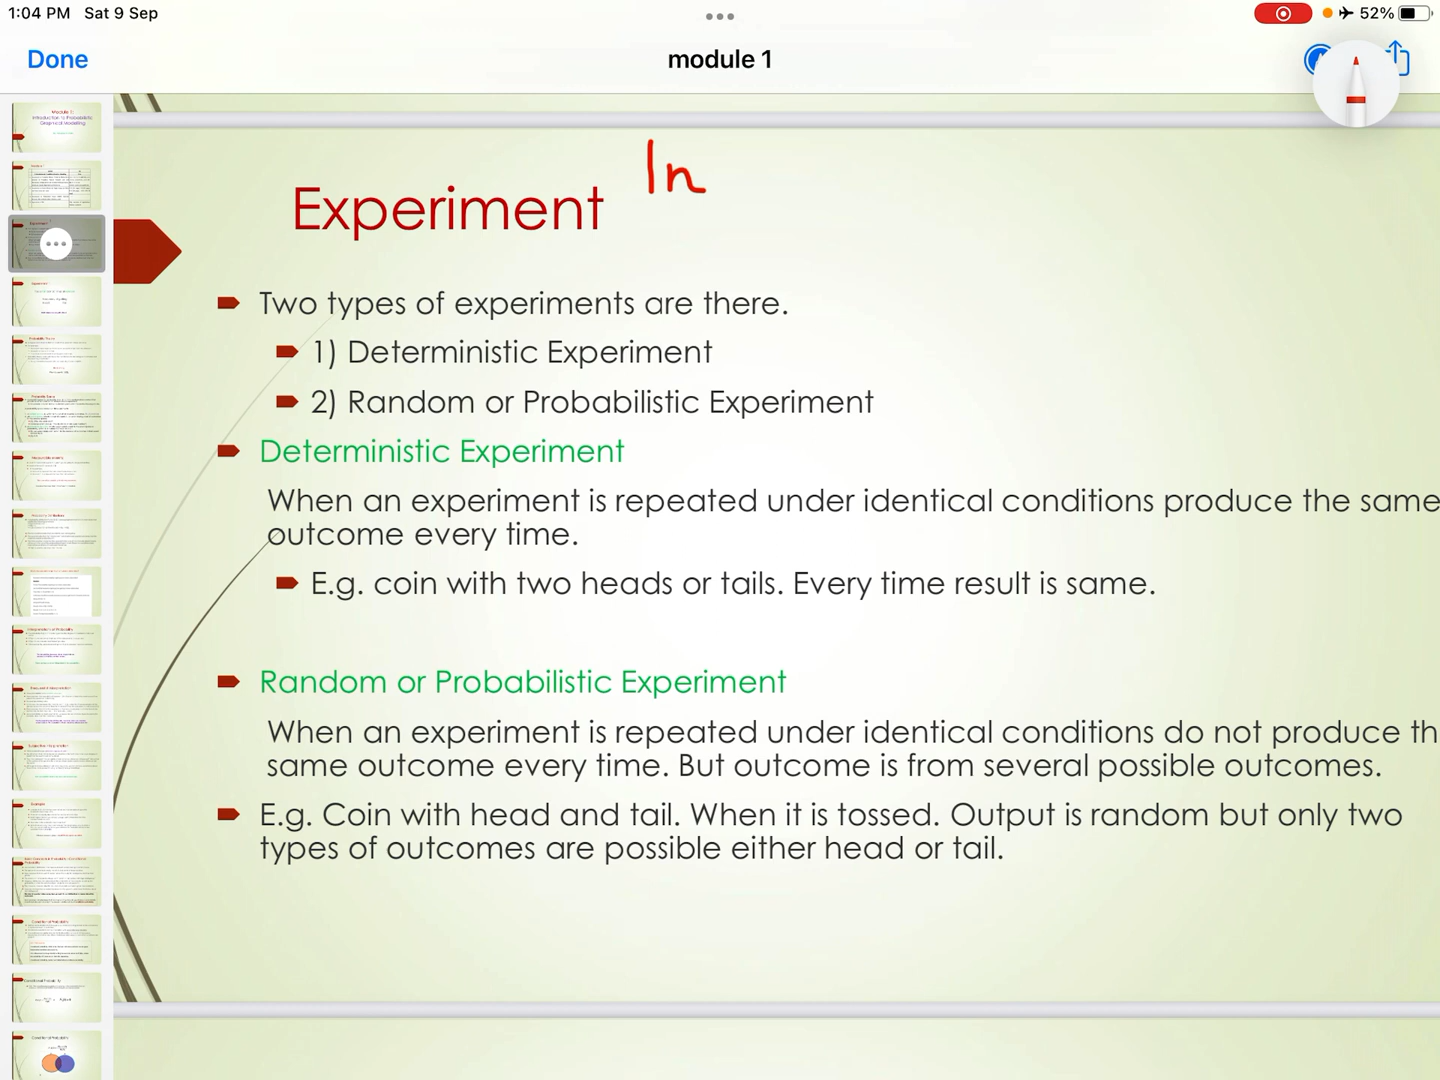 1:04 PM Sat 9 Sep
52%
Done
module 1
In
Experiment
Two types of experiments are there.
1) Deterministic Experiment
2) Random or Probabilistic Experiment
Deterministic Experiment
When an experiment is repeated under identical conditions produce the same
outcome every time.
E.g. coin with two heads or tails. Every time result is same.
Random or Probabilistic Experiment
When an experiment is repeated under identical conditions do not produce th
same outcome every time. But outcome is from several possible outcomes.
E.g. Coin with head and tail. When it is tossed. Output is random but only two
types of outcomes are possible either head or tail.